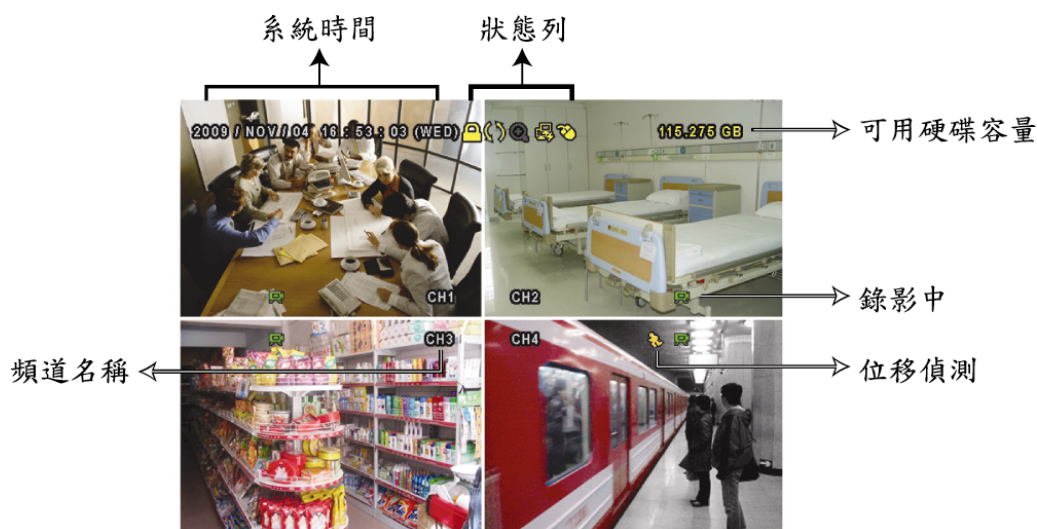 系統時間
狀態列
2009 / NOV / 04 16 : 53 : 03 (WED)
115.275 GB
可用硬碟容量
CH1
CH2
錄影中
頻道名稱
CH3
CH4
位移偵測